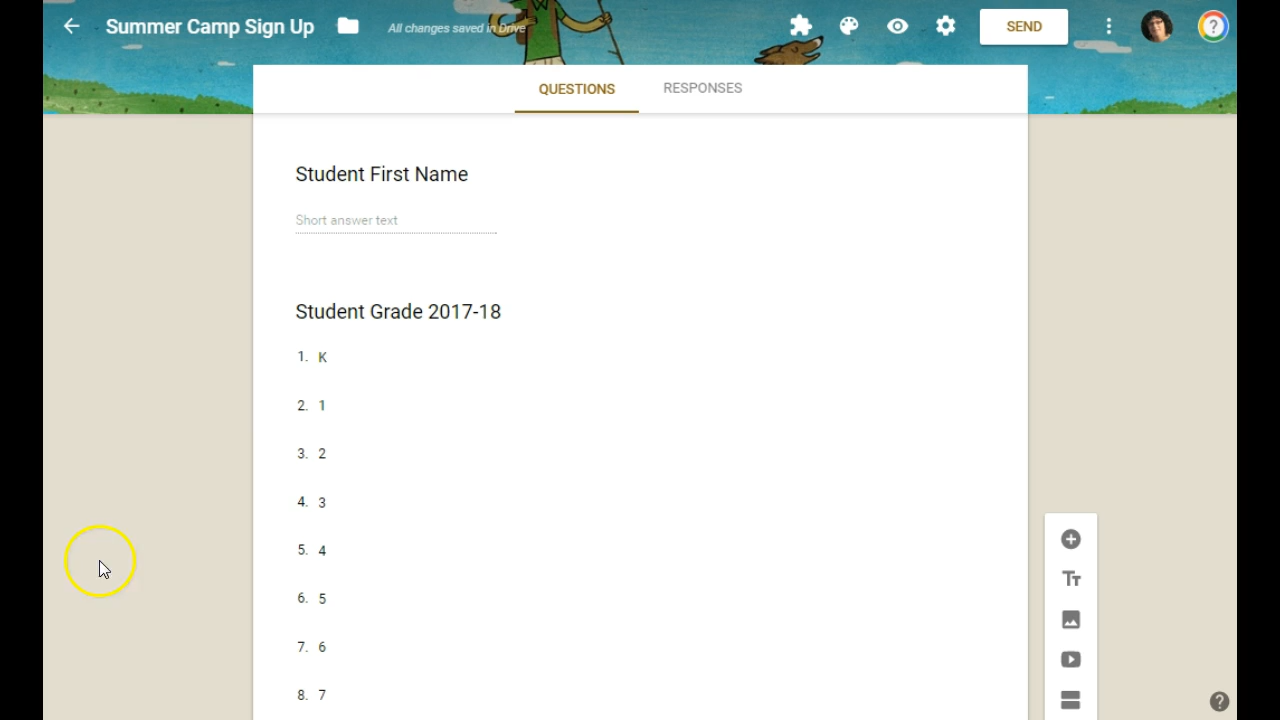 Summer Camp Sign Up
All changes saved in Drive
SEND
?
QUESTIONS
RESPONSES
Student First Name
Short answer text
Student Grade 2017-18
1. K
2. 1
3. 2
4. 3
5. 4
6. 5
7. 6
8. 7
Tт
?